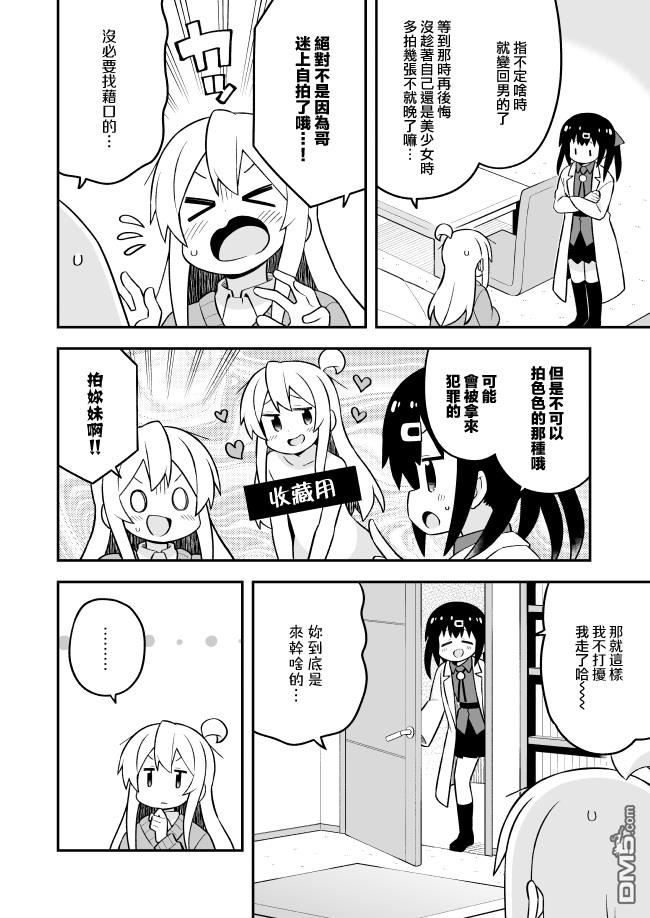 指不定啥時
就變回男的了
等到那時再後悔
沒趁著自己還是美少女時
多拍幾張不就晚了嘛…
絕對不是因為哥
迷上自拍了哦…!
カアッ
沒必要找藉口的…
但是不可以
拍色色的那種哦
可能
會被拿來
犯罪的
收藏用
拍妳妹啊!!
那就這樣
我不打擾
我走了哈~~
妳到底是
來幹啥的…
………
DM5.com